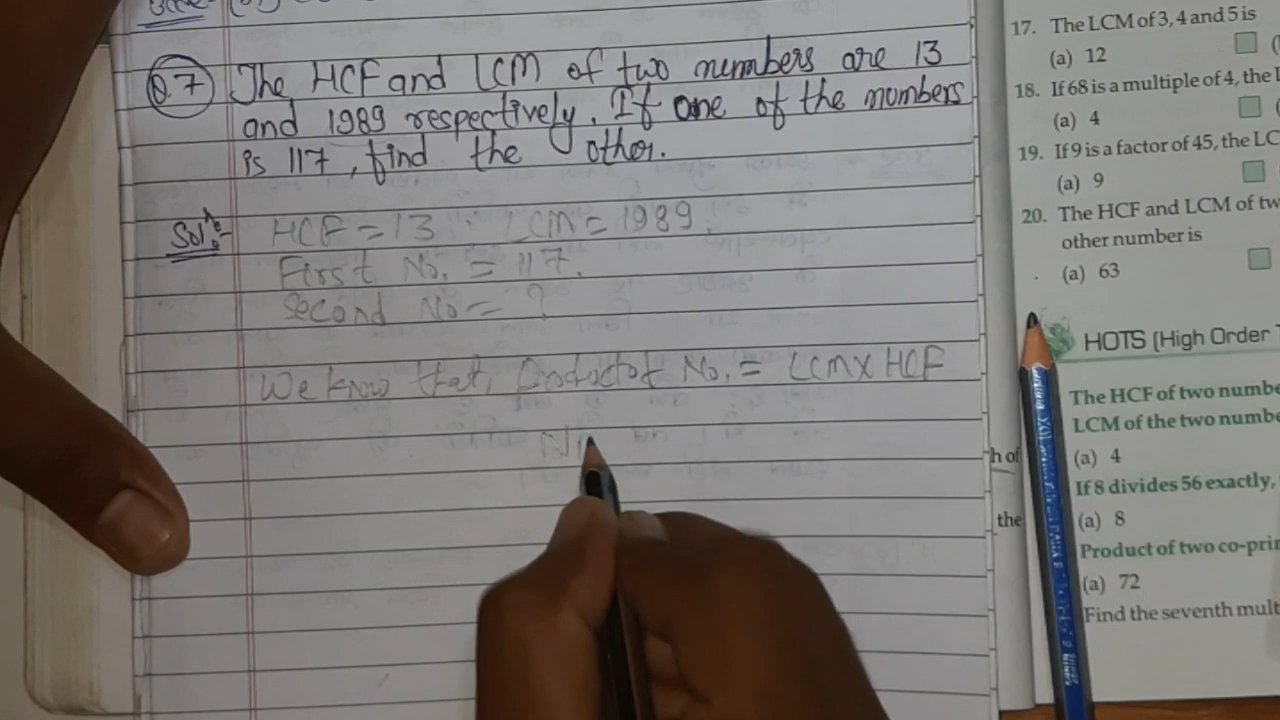 Q.7 The HCF and LCM of two numbers are 13
and 1989 respectively. If one of the numbers
is 117, find the other.
Sol:- HCF = 13 LCM = 1989.
First No. = 117.
Second No = ?
We know that, Product of No. = LCM X HCF
17. The LCM of 3, 4 and 5 is
(a) 12
18. If 68 is a multiple of 4, the
(a) 4
19. If 9 is a factor of 45, the LC
(a) 9
20. The HCF and LCM of tw
other number is
(a) 63
HOTS (High Order
The HCF of two numbe
LCM of the two numbe
h of
(a) 4
If 8 divides 56 exactly,
the
(a) 8
Product of two co-pri
(a) 72
Find the seventh mult